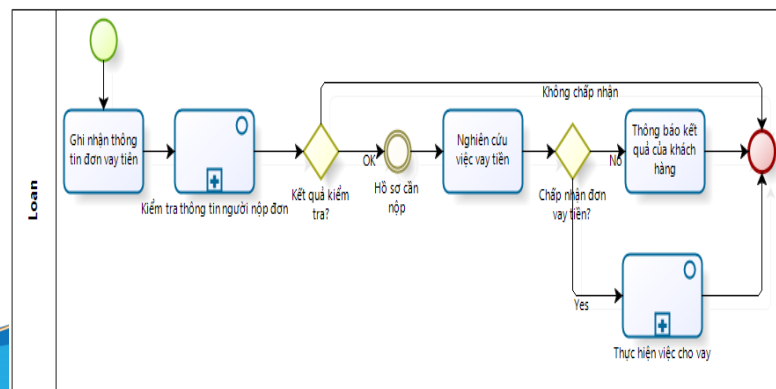 Loan
Ghi nhận thông
tin đơn vay tiền
Kiểm tra thông tin người nộp đơn
Kết quả kiểm
tra?
OK
Không chấp nhận
Hồ sơ cần
nộp
Nghiên cứu
việc vay tiền
Chấp nhận đơn
vay tiền?
No
Thông báo kết
quả của khách
hàng
Yes
Thực hiện việc cho vay